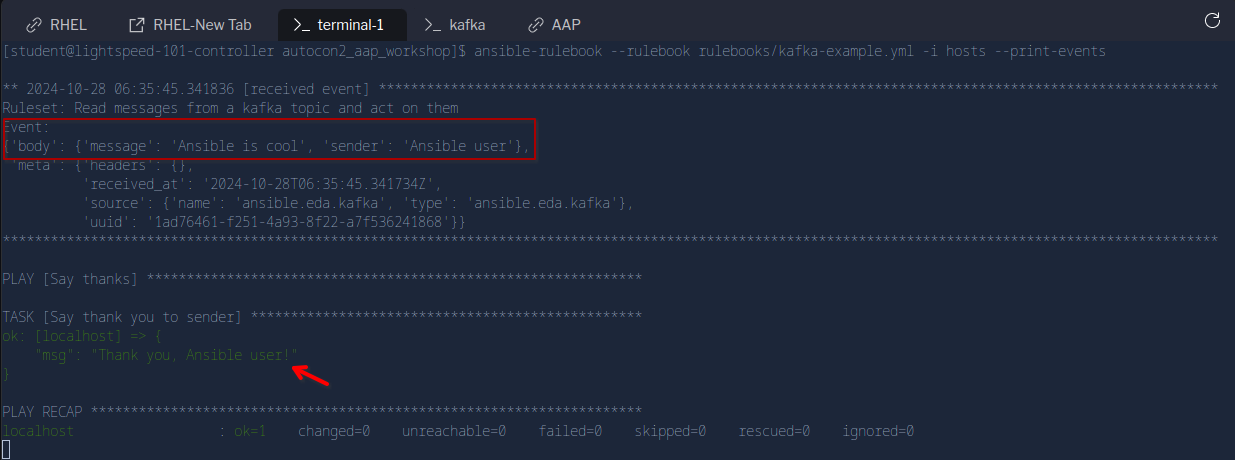 RHEL RHEL-New Tab >_ terminal-1 >_ kafka AAP
[student@lightspeed-101-controller autocon2_aap_workshop]$ ansible-rulebook --rulebook rulebooks/kafka-example.yml -i hosts --print-events
** 2024-10-28 06:35:45.341836 [received event] *********************************************************************************************************
Ruleset: Read messages from a kafka topic and act on them
Event:
{'body': {'message': 'Ansible is cool', 'sender': 'Ansible user'},
 'meta': {'headers': {},
          'received_at': '2024-10-28T06:35:45.341734Z',
          'source': {'name': 'ansible.eda.kafka', 'type': 'ansible.eda.kafka'},
          'uuid': '1ad76461-f251-4a93-8f22-a7f536241868'}}
********************************************************************************************************************************************************
PLAY [Say thanks] **************************************************************
TASK [Say thank you to sender] *************************************************
ok: [localhost] => {
    "msg": "Thank you, Ansible user!"
}
PLAY RECAP *********************************************************************
localhost                  : ok=1    changed=0    unreachable=0    failed=0    skipped=0    rescued=0    ignored=0